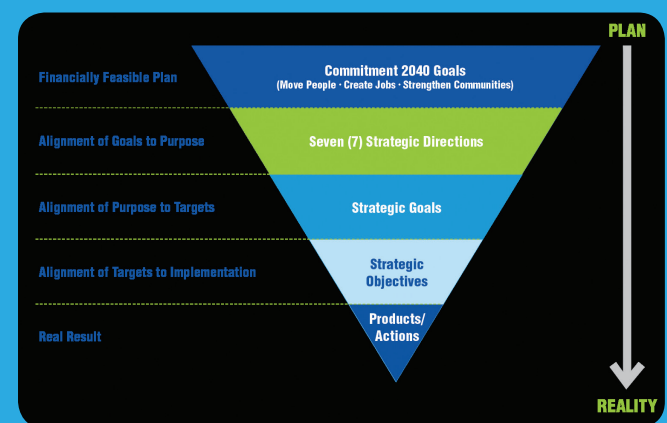 PLAN
Financially Feasible Plan
Commitment 2040 Goals
(Move People · Create Jobs · Strengthen Communities)
Alignment of Goals to Purpose
Seven (7) Strategic Directions
Alignment of Purpose to Targets
Strategic Goals
Alignment of Targets to Implementation
Strategic
Objectives
Real Result
Products/
Actions
REALITY